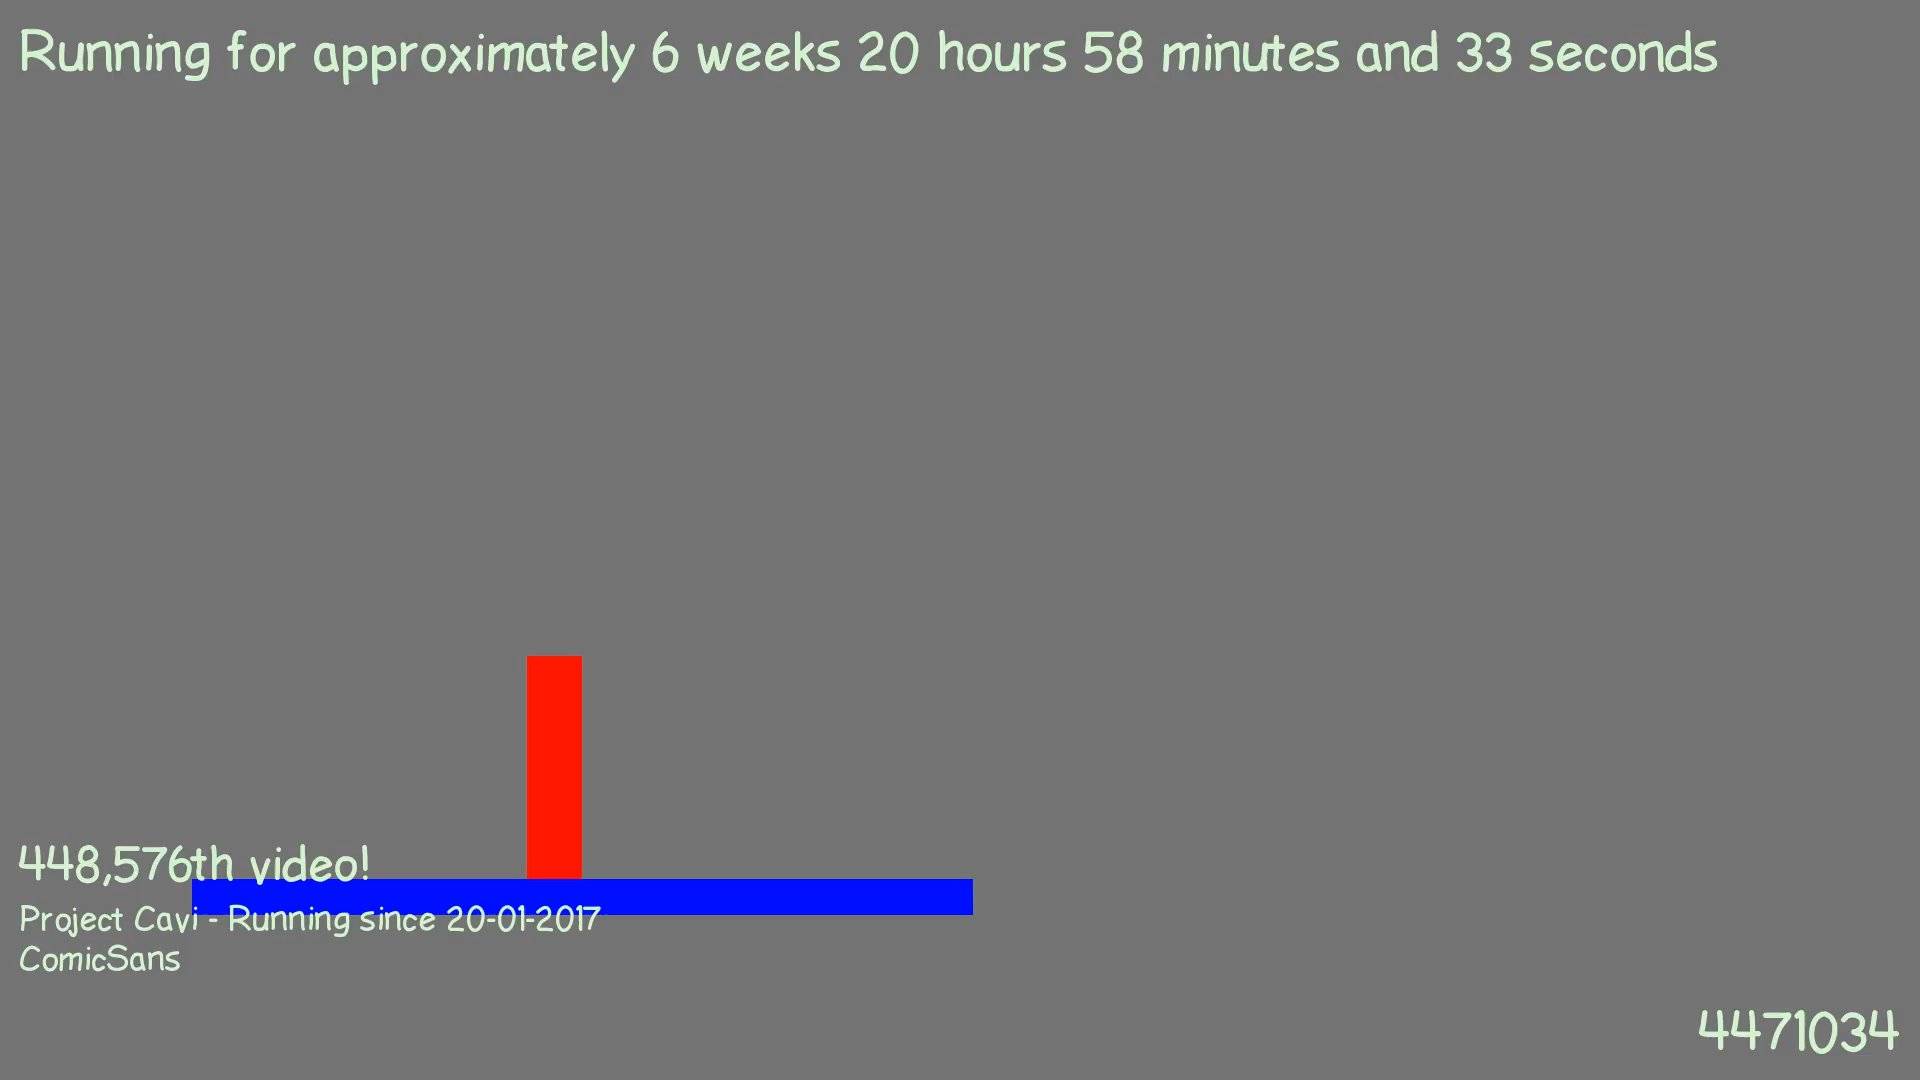 Running for approximately 6 weeks 20 hours 58 minutes and 33 seconds
448,576th video!
Project Cavi - Running since 20-01-2017
ComicSans
4471034